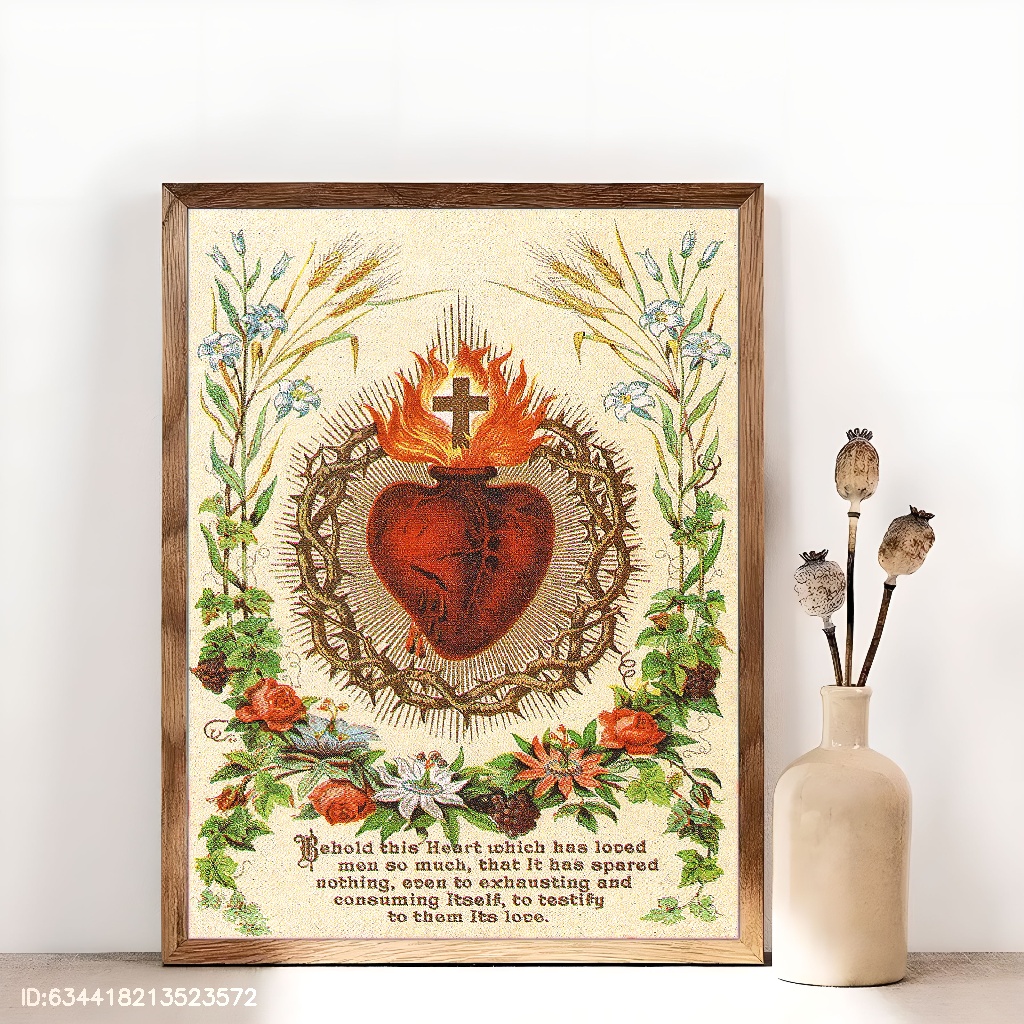 Behold this Heart which has loved
men so much, that It has spared
nothing, even to exhausting and
consuming Itself, to testify
to them Its love.
ID:634418213523572